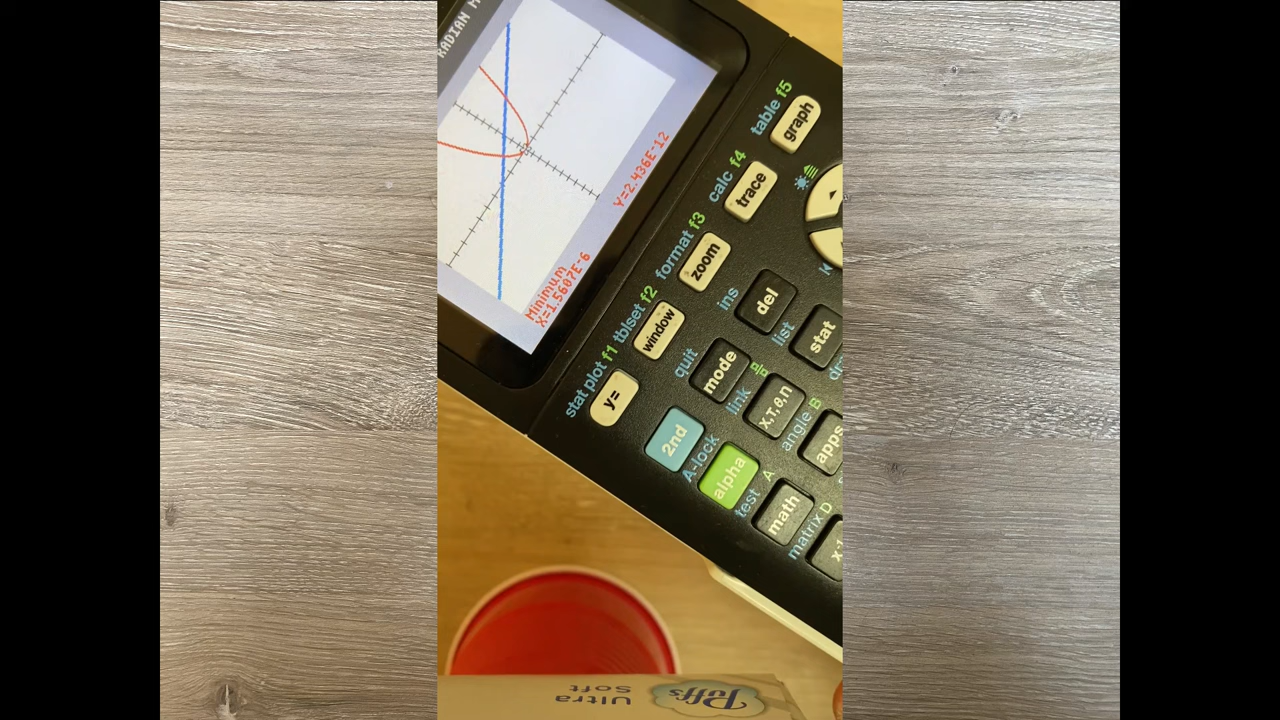 RADIAN M
Minimum
X=1.5607E-6
Y=2.436E-12
stat plot f1
tblset f2
format f3
calc f4
table f5
y=
window
zoom
trace
graph
quit
ins
2nd
mode
del
A-lock
link
list
alpha
X,T,θ,n
stat
test
A
angle
B
math
apps
matrix
D
Puffs
Ultra
Soft